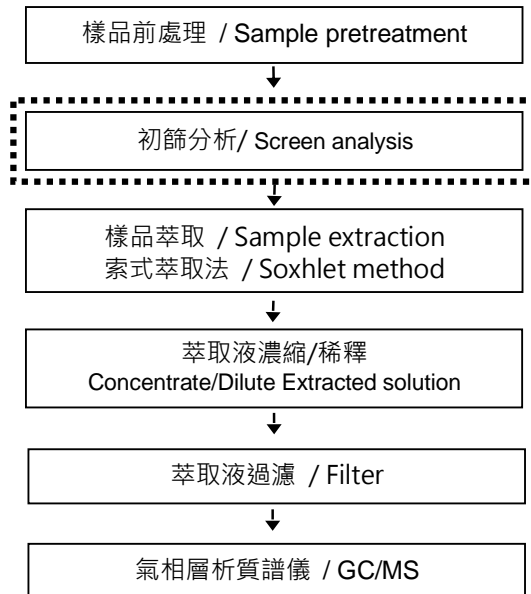 樣品前處理 / Sample pretreatment
初篩分析/ Screen analysis
樣品萃取 / Sample extraction
索式萃取法 / Soxhlet method
萃取液濃縮/稀釋
Concentrate/Dilute Extracted solution
萃取液過濾 / Filter
氣相層析質譜儀 / GC/MS